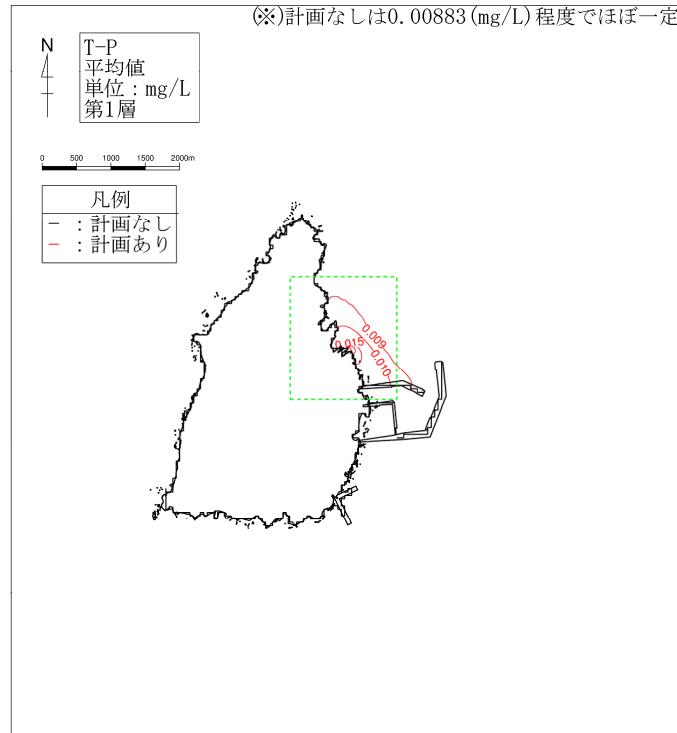 (※)計画なしは0.00883(mg/L)程度でほぼ一定
N
T-P
平均値
単位：mg/L
第1層
0 500 1000 1500 2000m
凡例
－ ：計画なし
－ ：計画あり
0.009
0.015
0.010